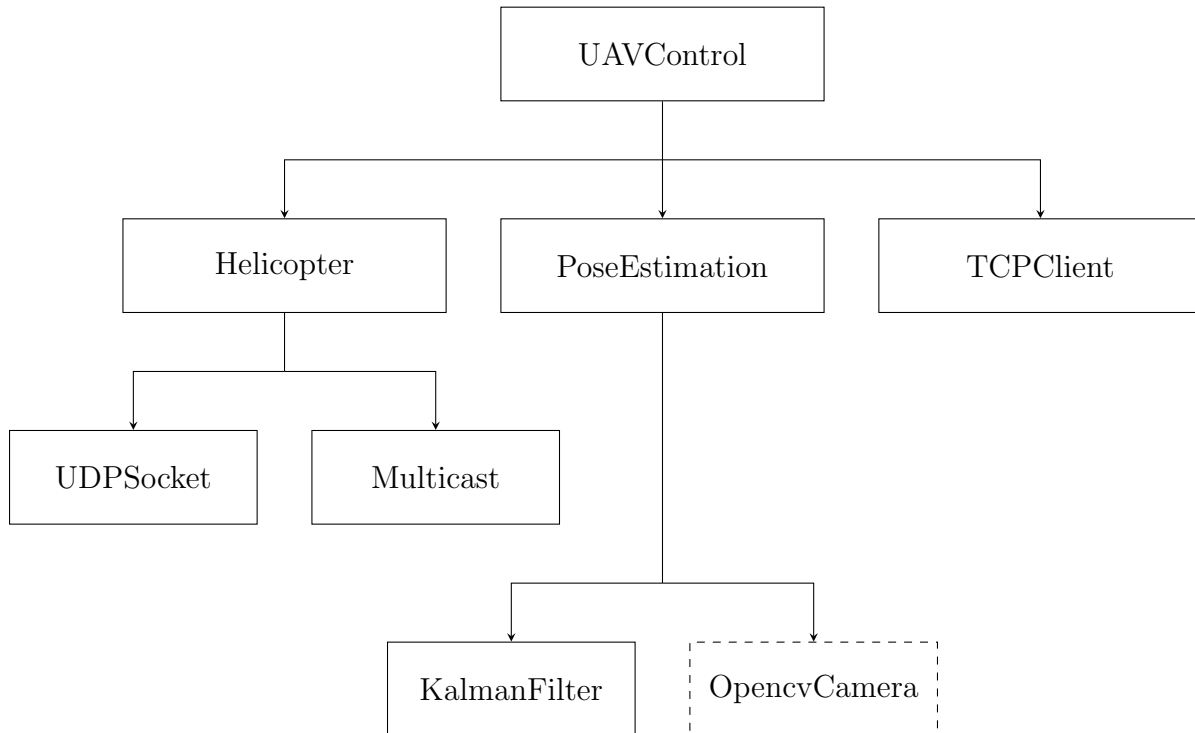 UAVControl
Helicopter
PoseEstimation
TCPClient
UDPSocket
Multicast
KalmanFilter
OpencvCamera